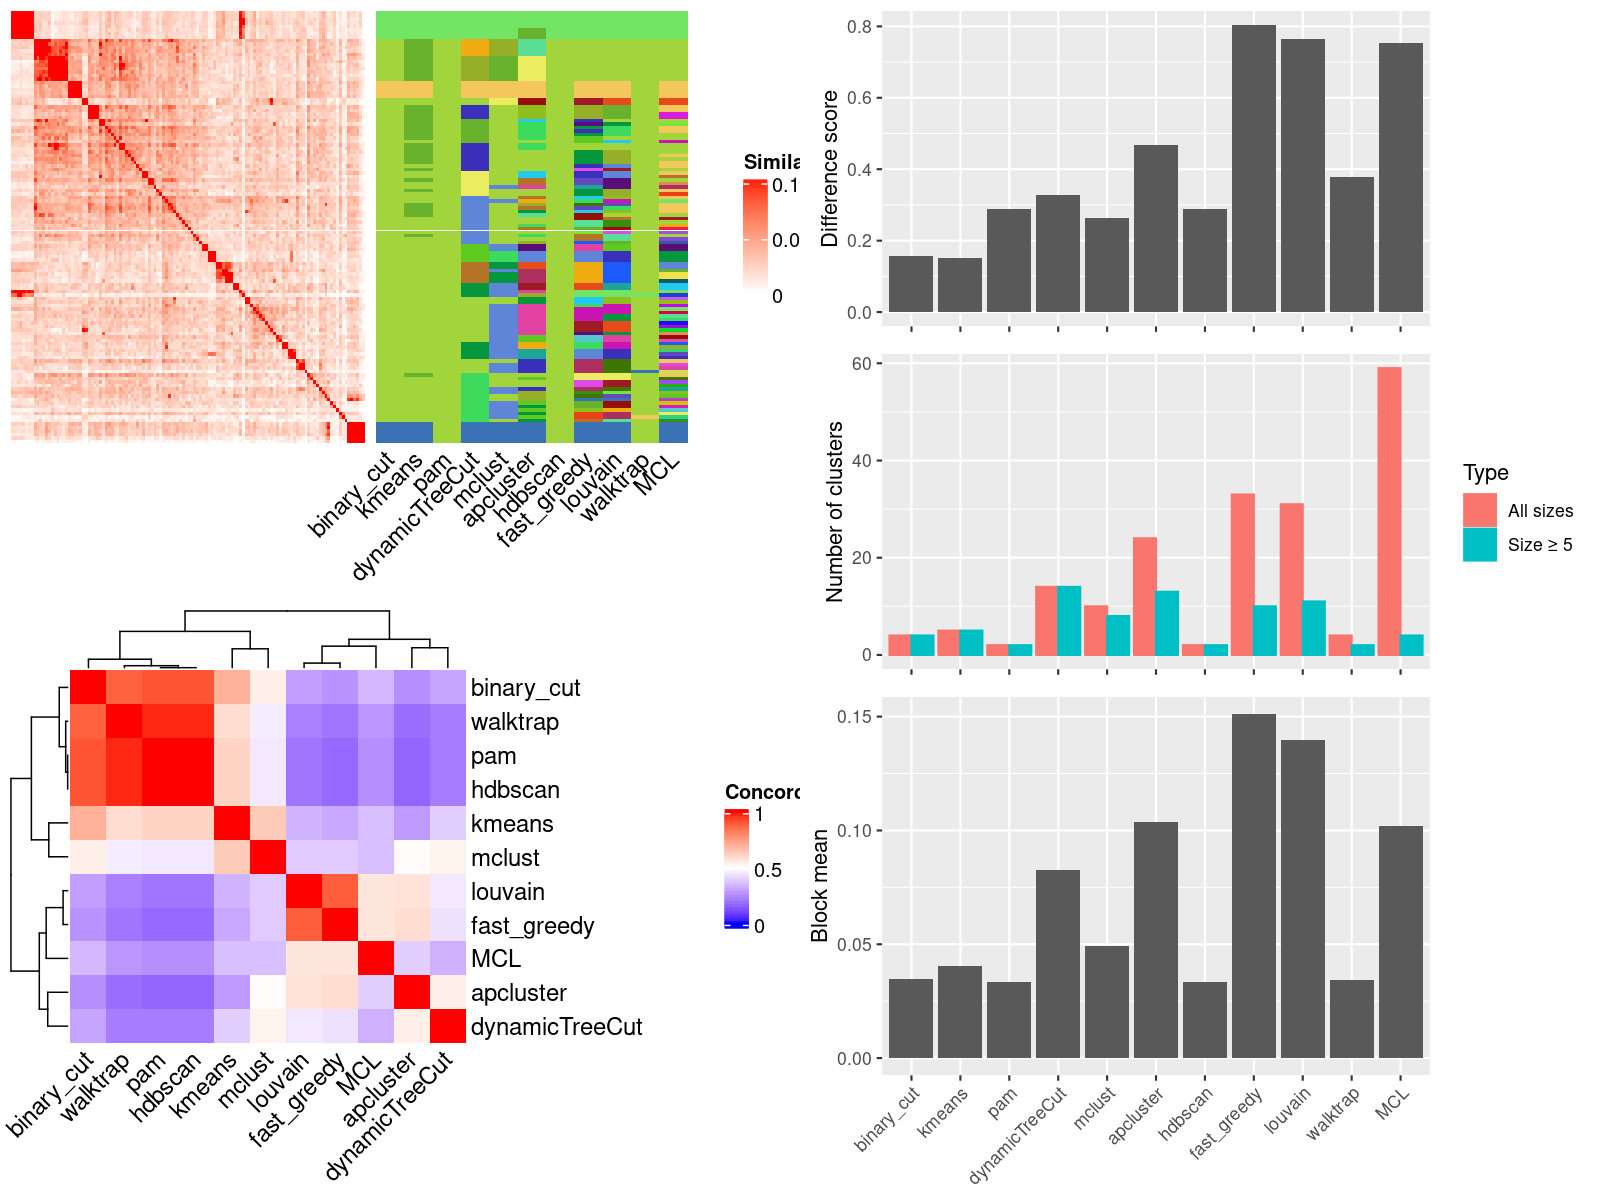 Simila
0.1
0.0
0
binary_cut
kmeans
pam
dynamicTreeCut
mclust
apcluster
hdbscan
fast_greedy
louvain
walktrap
MCL
binary_cut
walktrap
pam
hdbscan
kmeans
mclust
louvain
fast_greedy
MCL
apcluster
dynamicTreeCut
binary_cut
walktrap
pam
hdbscan
kmeans
mclust
louvain
fast_greedy
MCL
apcluster
dynamicTreeCut
Concord
1
0.5
0
Difference score
0.8
0.6
0.4
0.2
0.0
Number of clusters
60
40
20
0
Type
All sizes
Size ≥ 5
Block mean
0.15
0.10
0.05
0.00
binary_cut
kmeans
pam
dynamicTreeCut
mclust
apcluster
hdbscan
fast_greedy
louvain
walktrap
MCL